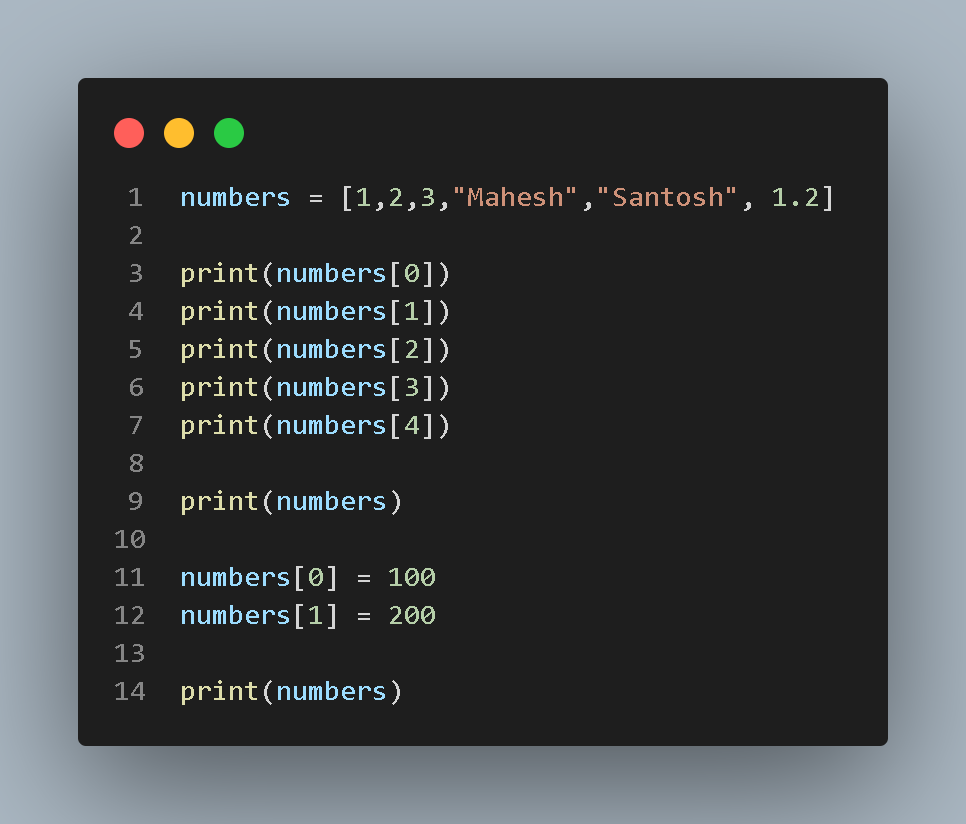 1 numbers = [1,2,3,"Mahesh","Santosh", 1.2]
2
3 print(numbers[0])
4 print(numbers[1])
5 print(numbers[2])
6 print(numbers[3])
7 print(numbers[4])
8
9 print(numbers)
10
11 numbers[0] = 100
12 numbers[1] = 200
13
14 print(numbers)